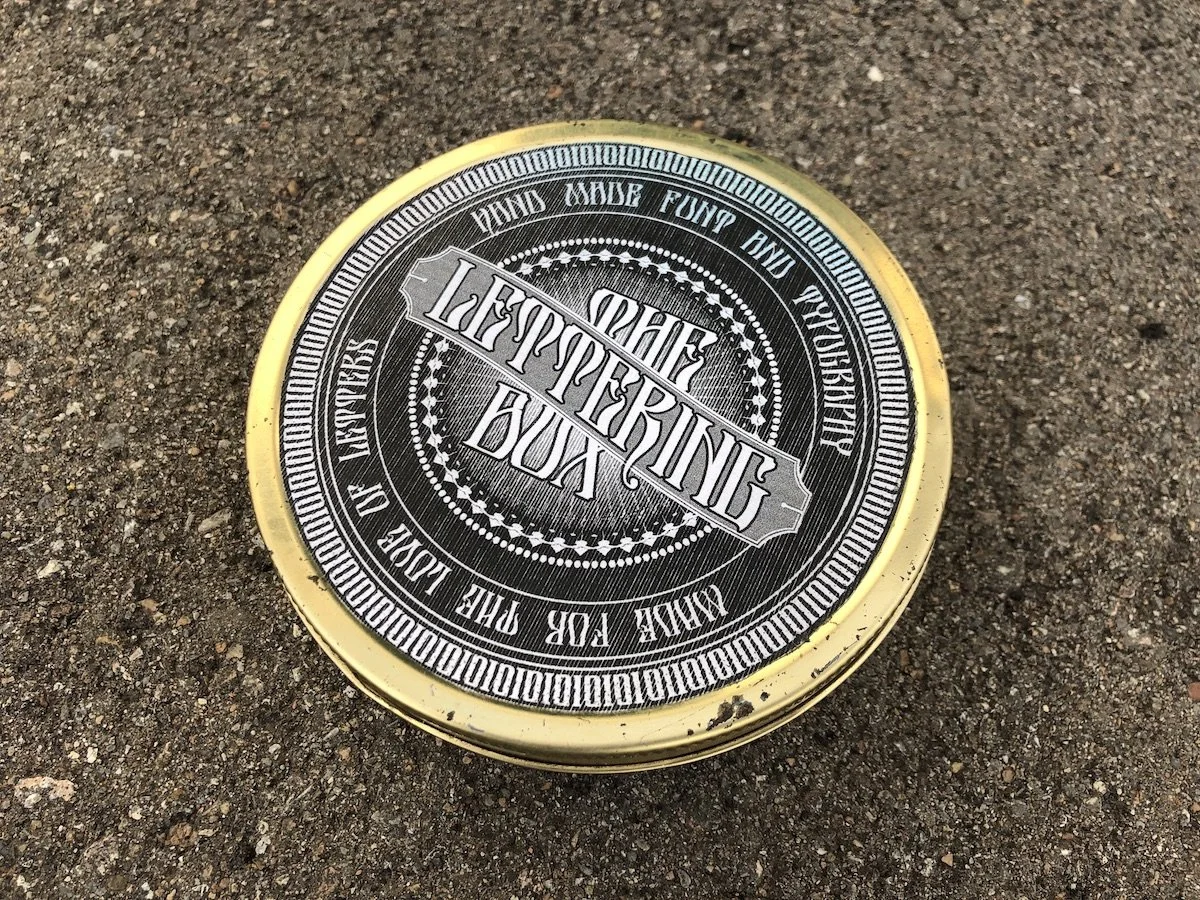 HAND MADE FONT AND TYPOGRAPHY
THE
LETTERING
BOX
MADE FOR THE LOVE OF LETTERS